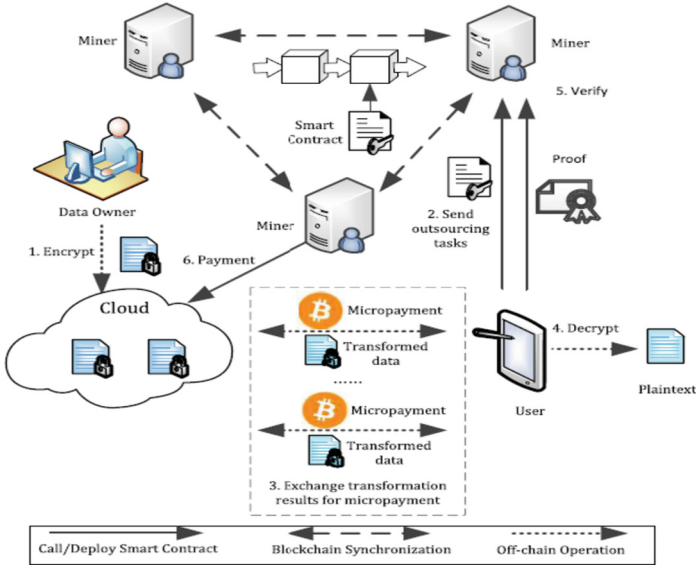 Miner
Miner
5. Verify
Smart
Contract
Proof
Data Owner
Miner
2. Send
outsourcing
tasks
1. Encrypt
6. Payment
Cloud
Micropayment
Transformed
data
......
Micropayment
Transformed
data
3. Exchange transformation
results for micropayment
4. Decrypt
User
Plaintext
Call/Deploy Smart Contract
Blockchain Synchronization
Off-chain Operation